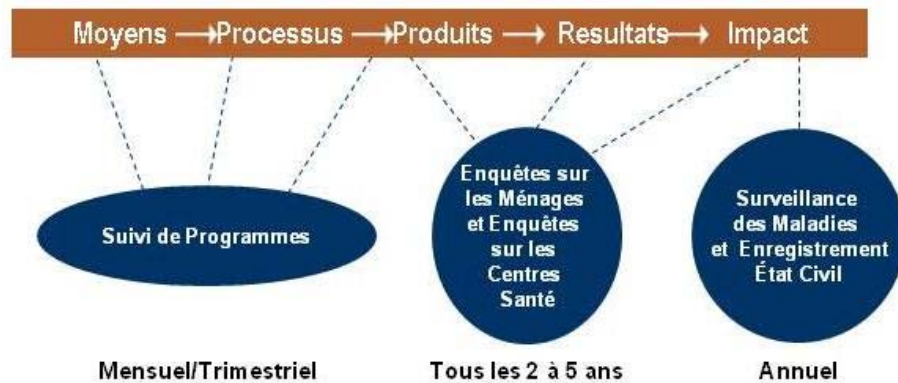 Moyens → Processus → Produits → Resultats → Impact
Suivi de Programmes
Enquêtes sur
les Ménages
et Enquêtes
sur les
Centres
Santé
Surveillance
des Maladies
et Enregistrement
État Civil
Mensuel/Trimestriel
Tous les 2 à 5 ans
Annuel